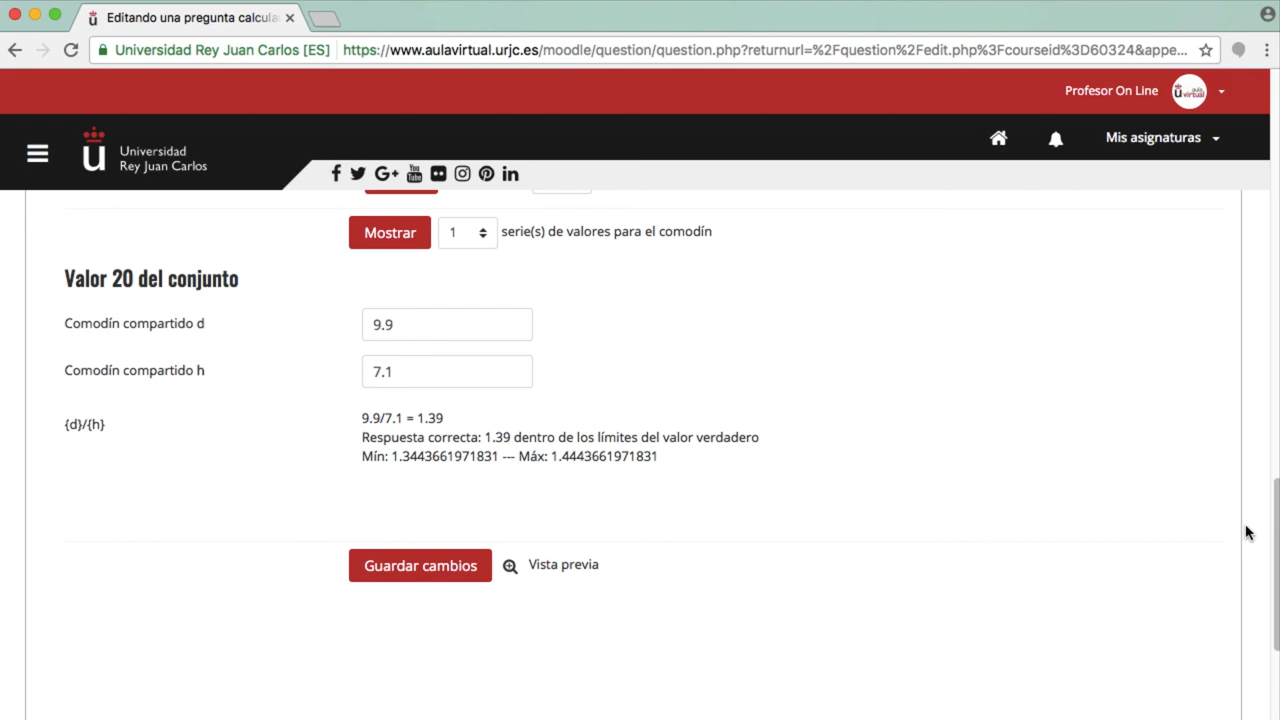 Editando una pregunta calcula
Universidad Rey Juan Carlos [ES]
https://www.aulavirtual.urjc.es/moodle/question/question.php?returnurl=%2Fquestion%2Fedit.php%3Fcourseid%3D60324&appe...
Profesor On Line
aula virtual
Universidad
Rey Juan Carlos
Mis asignaturas
Mostrar 1 serie(s) de valores para el comodín
Valor 20 del conjunto
Comodín compartido d 9.9
Comodín compartido h 7.1
{d}/{h}
9.9/7.1 = 1.39
Respuesta correcta: 1.39 dentro de los límites del valor verdadero
Mín: 1.3443661971831 --- Máx: 1.4443661971831
Guardar cambios Vista previa